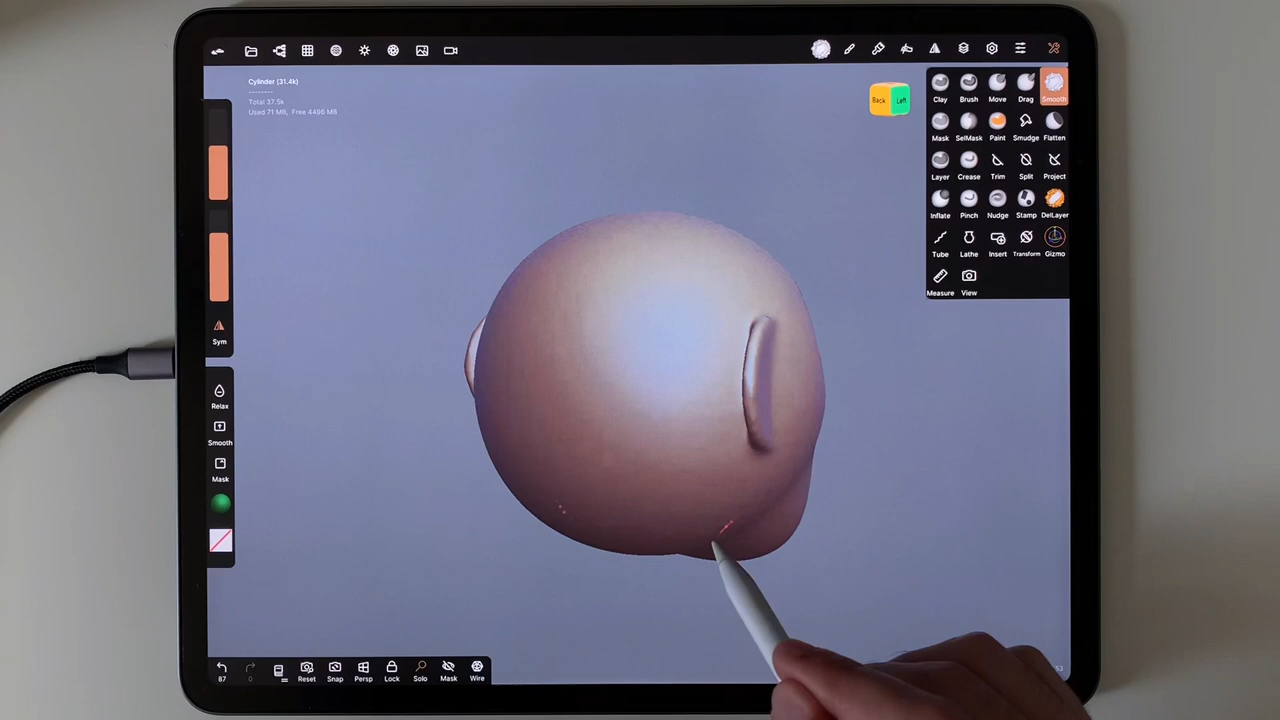 Cylinder (31.4k)
--------
Total 37.5k
Used 71 MB, Free 4496 MB
Back Left
Clay Brush Move Drag Smooth
Mask SelMask Paint Smudge Flatten
Layer Crease Trim Split Project
Inflate Pinch Nudge Stamp DelLayer
Tube Lathe Insert Transform Gizmo
Measure View
Sym
Relax
Smooth
Mask
87 0 Reset Snap Persp Lock Solo Mask Wire